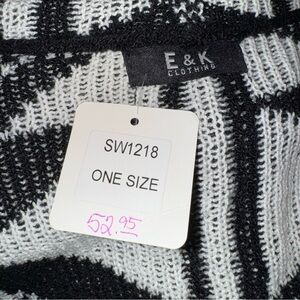 E & K
CLOTHING
SW1218
ONE SIZE
52.95